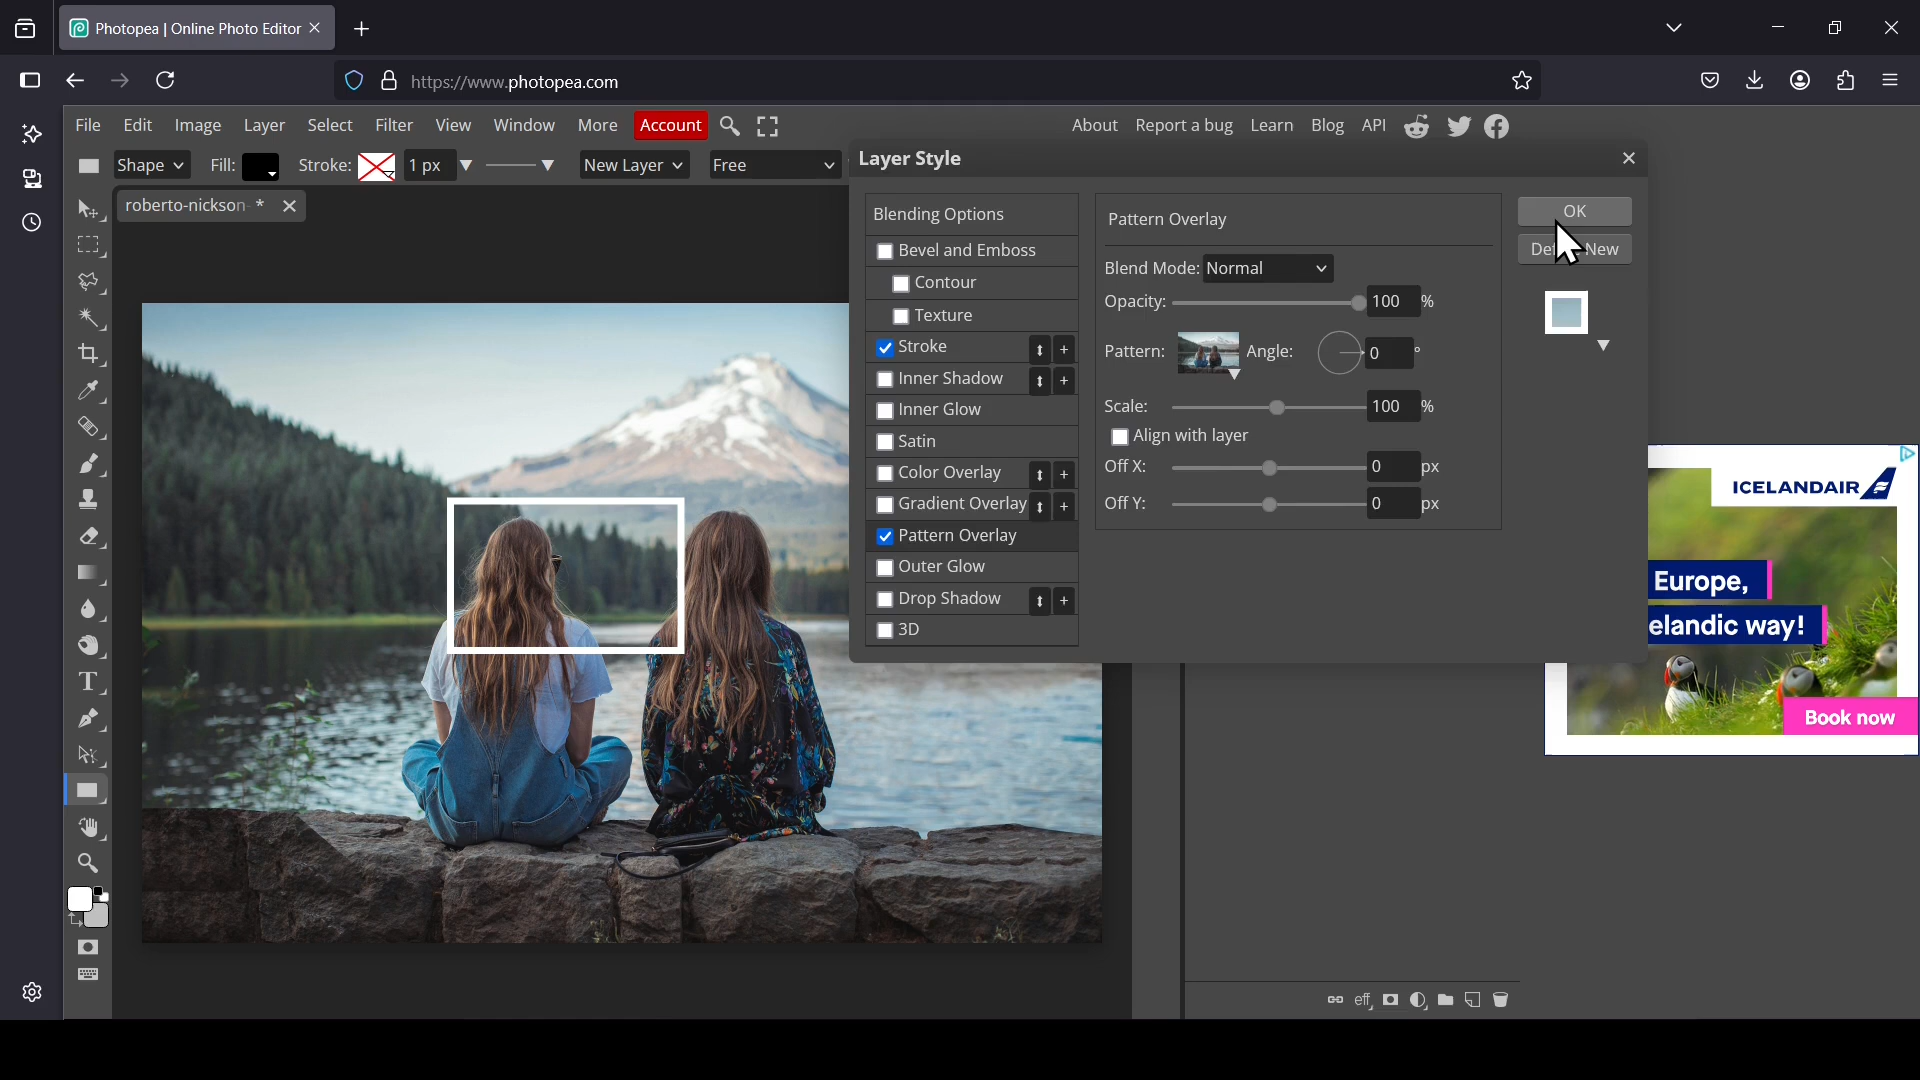 Photopea | Online Photo Editor
https://www.photopea.com
File Edit Image Layer Select Filter View Window More Account
About Report a bug Learn Blog API
Shape Fill: Stroke: 1 px New Layer Free
roberto-nickson- *
Layer Style
Blending Options
Bevel and Emboss
Contour
Texture
Stroke
Inner Shadow
Inner Glow
Satin
Color Overlay
Gradient Overlay
Pattern Overlay
Outer Glow
Drop Shadow
3D
Pattern Overlay
Blend Mode: Normal
Opacity: 100 %
Pattern: Angle: 0 °
Scale: 100 %
Align with layer
Off X: 0 px
Off Y: 0 px
OK
New
ICELANDAIR
Europe,
elandic way!
Book now
eff